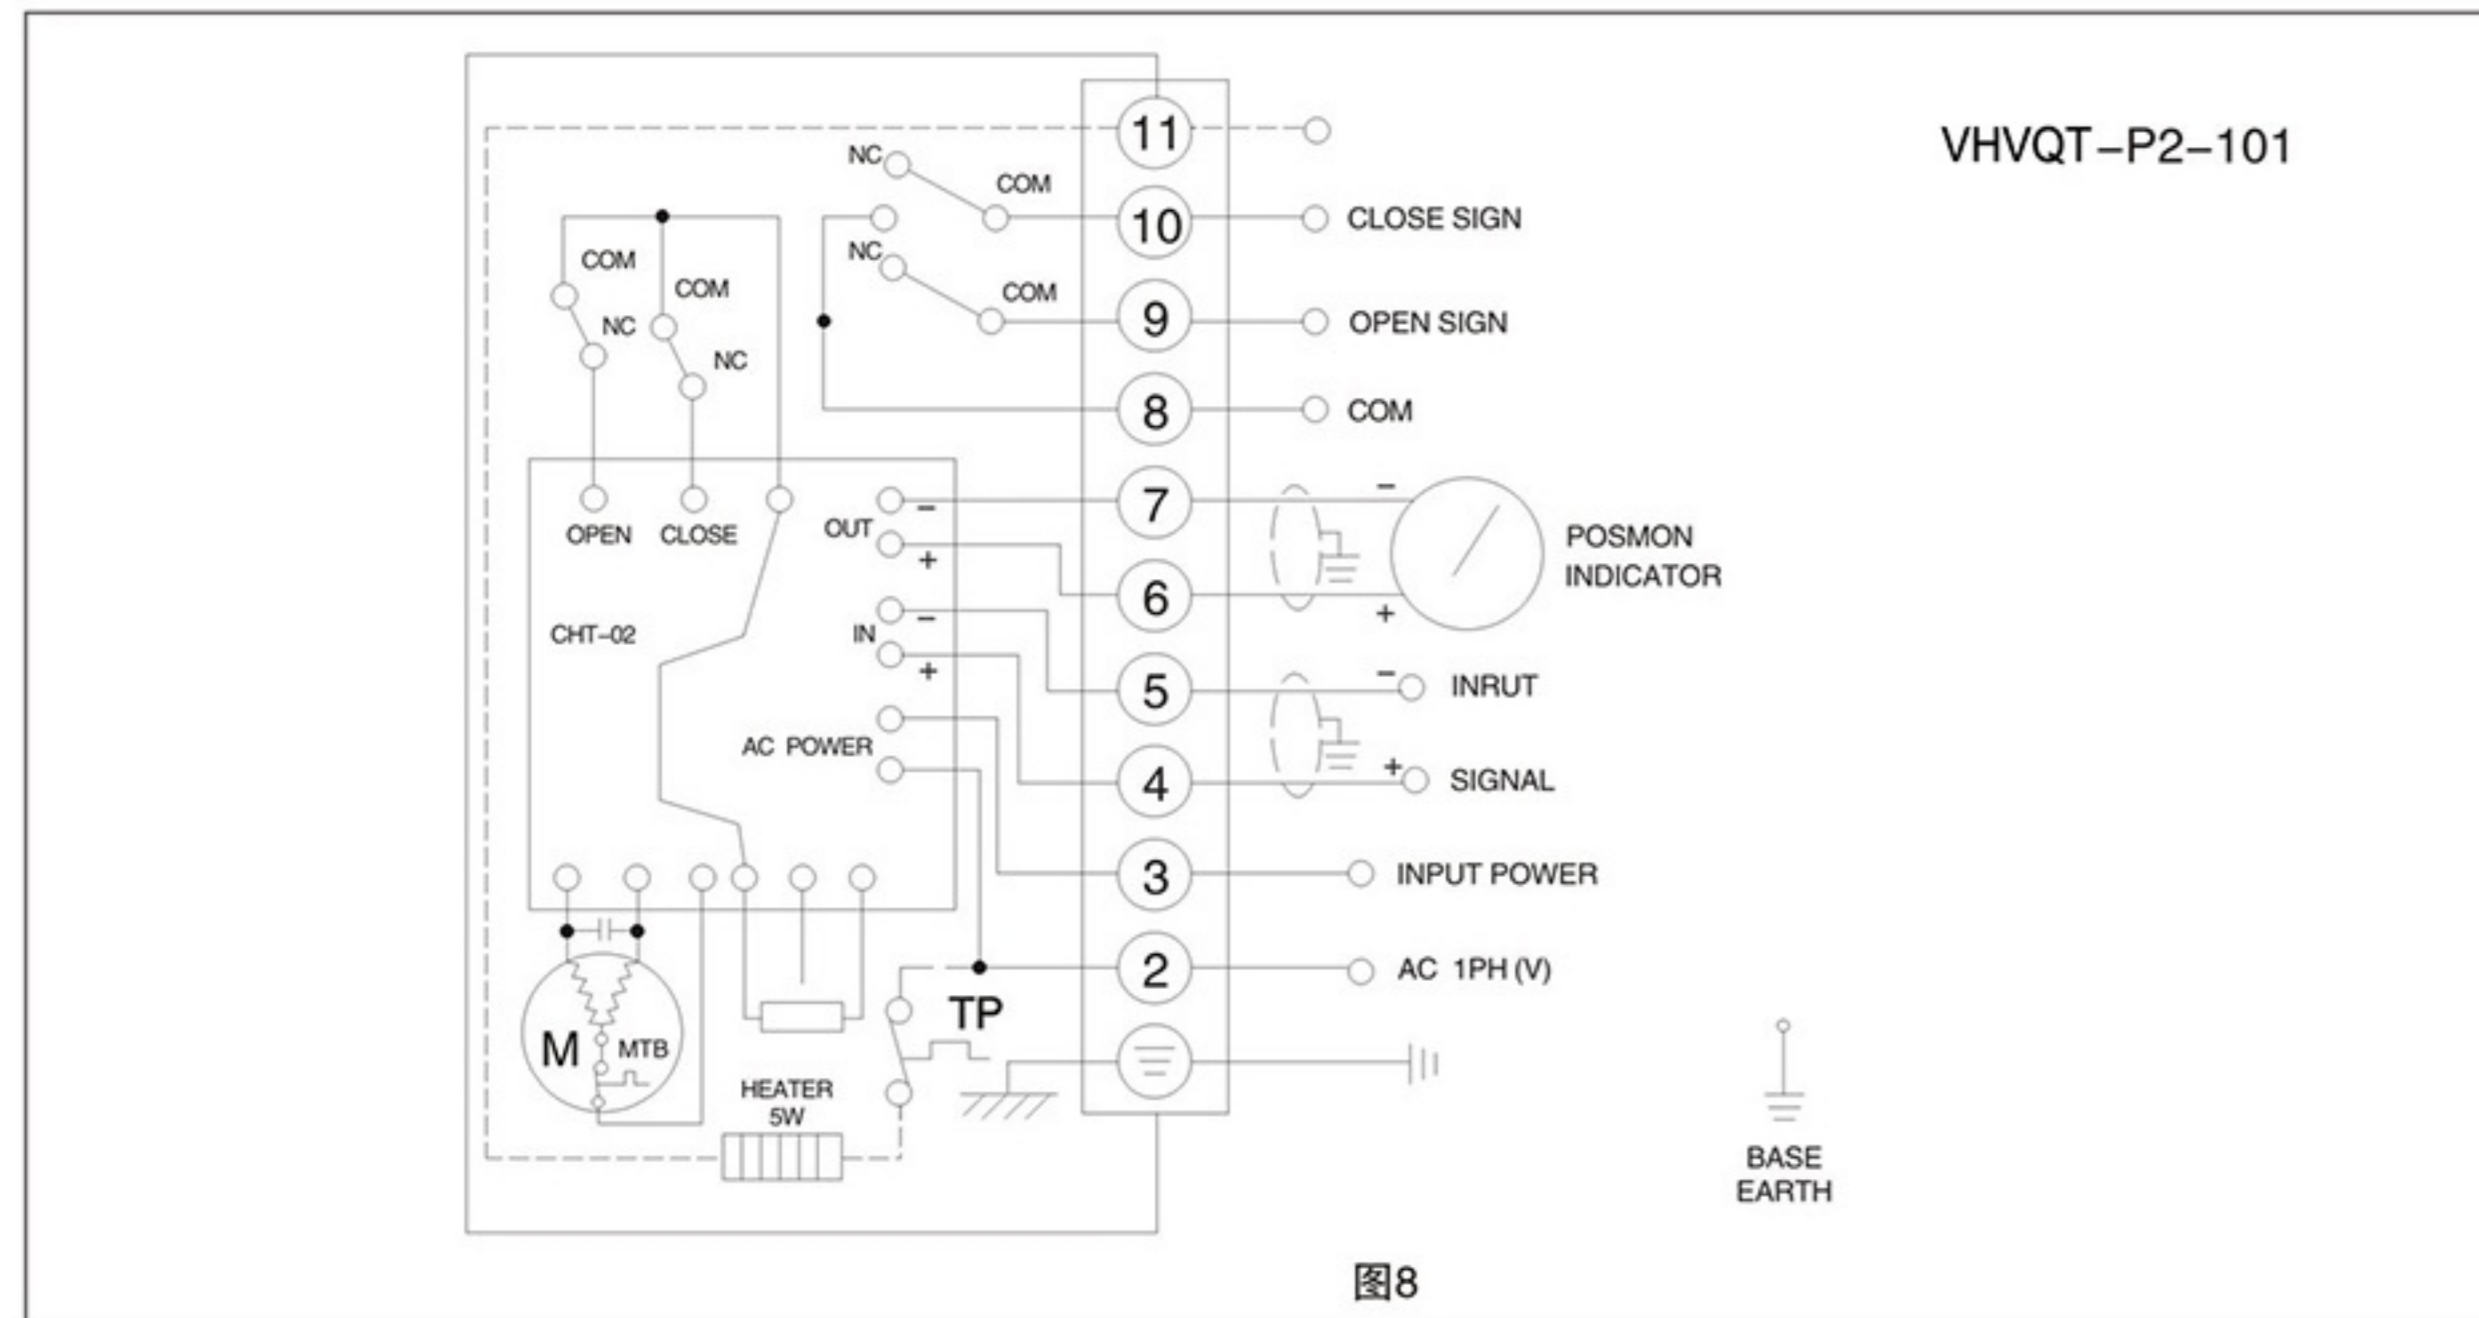 VHVQT-P2-101
11
NC
COM
10
CLOSE SIGN
NC
COM
9
OPEN SIGN
COM
COM
NC
NC
8
COM
7
−
OPEN
CLOSE
OUT
−
+
6
+
POSMON
INDICATOR
CHT-02
IN
−
+
5
−
INRUT
AC POWER
4
+
SIGNAL
3
INPUT POWER
2
AC 1PH (V)
TP
M
MTB
HEATER
5W
BASE
EARTH
图8